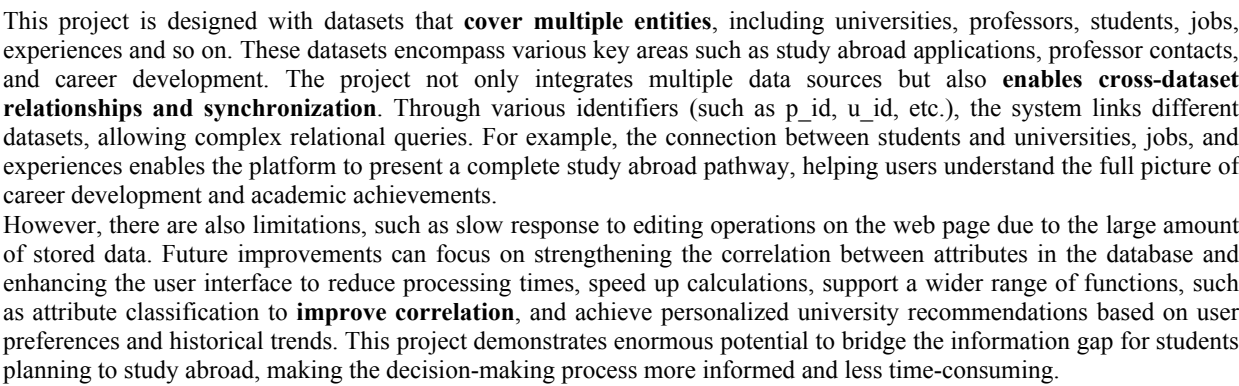 This project is designed with datasets that cover multiple entities, including universities, professors, students, jobs,
experiences and so on. These datasets encompass various key areas such as study abroad applications, professor contacts,
and career development. The project not only integrates multiple data sources but also enables cross-dataset
relationships and synchronization. Through various identifiers (such as p_id, u_id, etc.), the system links different
datasets, allowing complex relational queries. For example, the connection between students and universities, jobs, and
experiences enables the platform to present a complete study abroad pathway, helping users understand the full picture of
career development and academic achievements.
However, there are also limitations, such as slow response to editing operations on the web page due to the large amount
of stored data. Future improvements can focus on strengthening the correlation between attributes in the database and
enhancing the user interface to reduce processing times, speed up calculations, support a wider range of functions, such
as attribute classification to improve correlation, and achieve personalized university recommendations based on user
preferences and historical trends. This project demonstrates enormous potential to bridge the information gap for students
planning to study abroad, making the decision-making process more informed and less time-consuming.